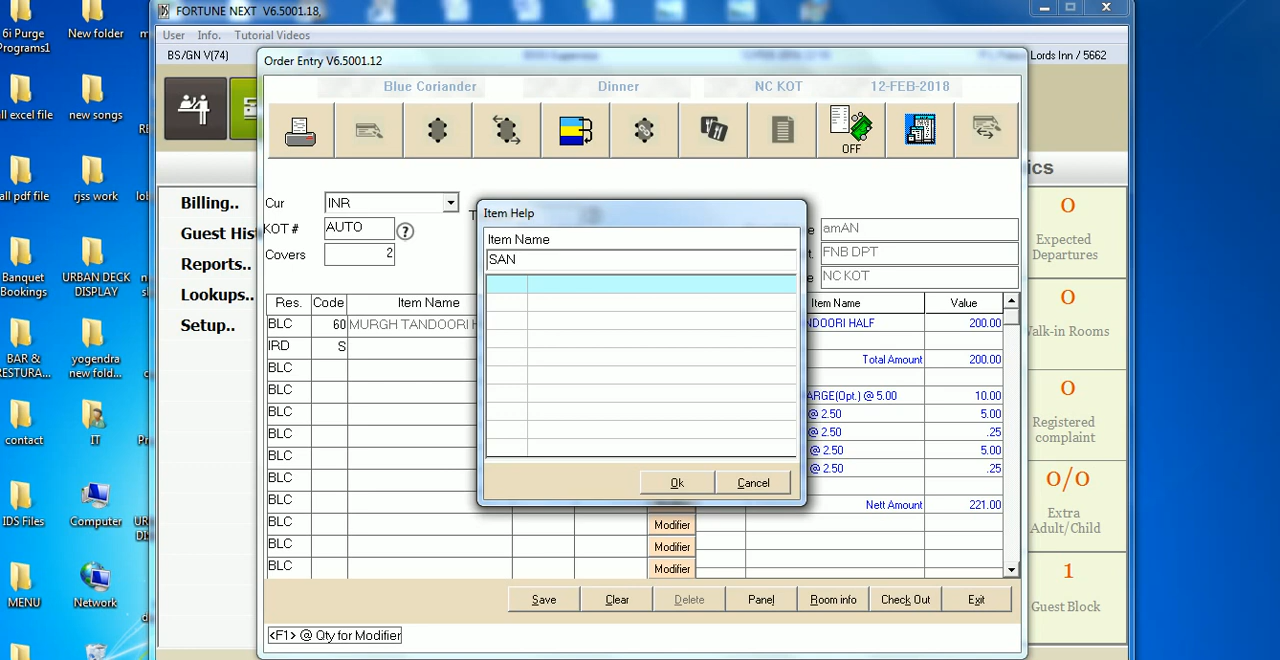 6i Purge Programs1
New folder
all excel file
new songs
all pdf file
rjss work
Banquet Bookings
URBAN DECK DISPLAY
BAR & RESTURA...
yogendra new fold...
contact
IT
IDS Files
Computer
MENU
Network
FORTUNE NEXT V6.5001.18,
User Info. Tutorial Videos
BS/GN V(74)
Lords Inn / 5662
Billing..
Guest His
Reports..
Lookups..
Setup..
Order Entry V6.5001.12
Blue Coriander Dinner NC KOT 12-FEB-2018
OFF
Cur INR
KOT # AUTO ?
Covers 2
amAN
FNB DPT
NC KOT
Res. Code Item Name
BLC 60 MURGH TANDOORI H
IRD S
BLC
BLC
BLC
BLC
BLC
BLC
BLC
BLC
BLC
BLC
Modifier
Modifier
Modifier
Item Help
Item Name
SAN
Ok Cancel
Item Name Value
NDOORI HALF 200.00
Total Amount 200.00
ARGE(Opt.) @ 5.00 10.00
@ 2.50 5.00
@ 2.50 .25
@ 2.50 5.00
@ 2.50 .25
Nett Amount 221.00
Save Clear Delete Panel Room info Check Out Exit
<F1> @ Qty for Modifier
ics
0
Expected Departures
0
Walk-in Rooms
0
Registered complaint
0/0
Extra Adult/Child
1
Guest Block